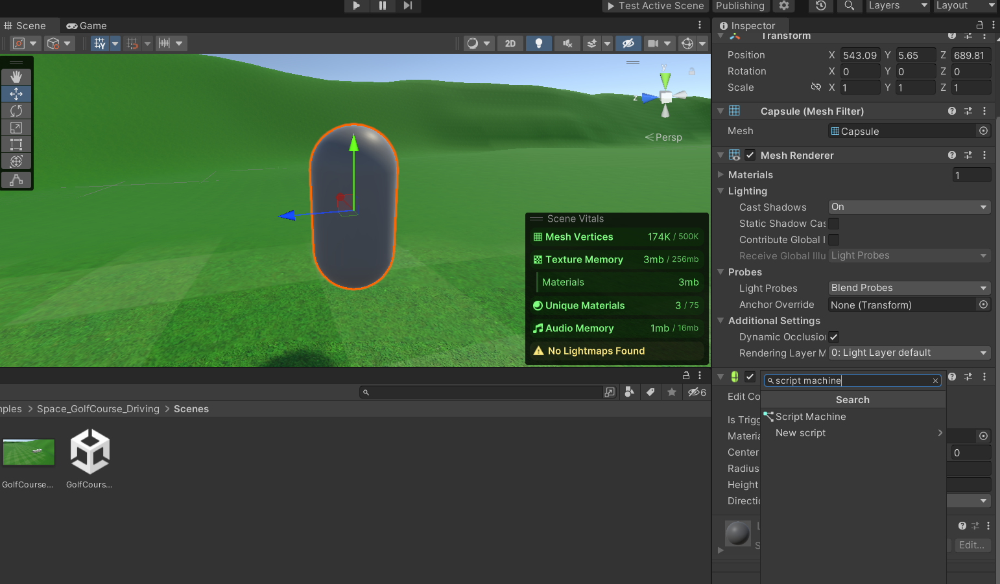 Test Active Scene
Publishing
Layers
Layout
Scene
Game
2D
y
z
Persp
Scene Vitals
Mesh Vertices 174K / 500K
Texture Memory 3mb / 256mb
Materials 3mb
Unique Materials 3 / 75
Audio Memory 1mb / 16mb
No Lightmaps Found
6
nples > Space_GolfCourse_Driving > Scenes
GolfCourse...
GolfCours...
Inspector
Transform
Position X 543.09 Y 5.65 Z 689.81
Rotation X 0 Y 0 Z 0
Scale X 1 Y 1 Z 1
Capsule (Mesh Filter)
Mesh Capsule
Mesh Renderer
Materials 1
Lighting
Cast Shadows On
Static Shadow Cas
Contribute Global I
Receive Global Illu Light Probes
Probes
Light Probes Blend Probes
Anchor Override None (Transform)
Additional Settings
Dynamic Occlusion
Rendering Layer M 0: Light Layer default
script machine
Search
Script Machine
New script
Edit Co
Is Trigg
Materia
Center 0
Radius
Height
Directio
Edit...